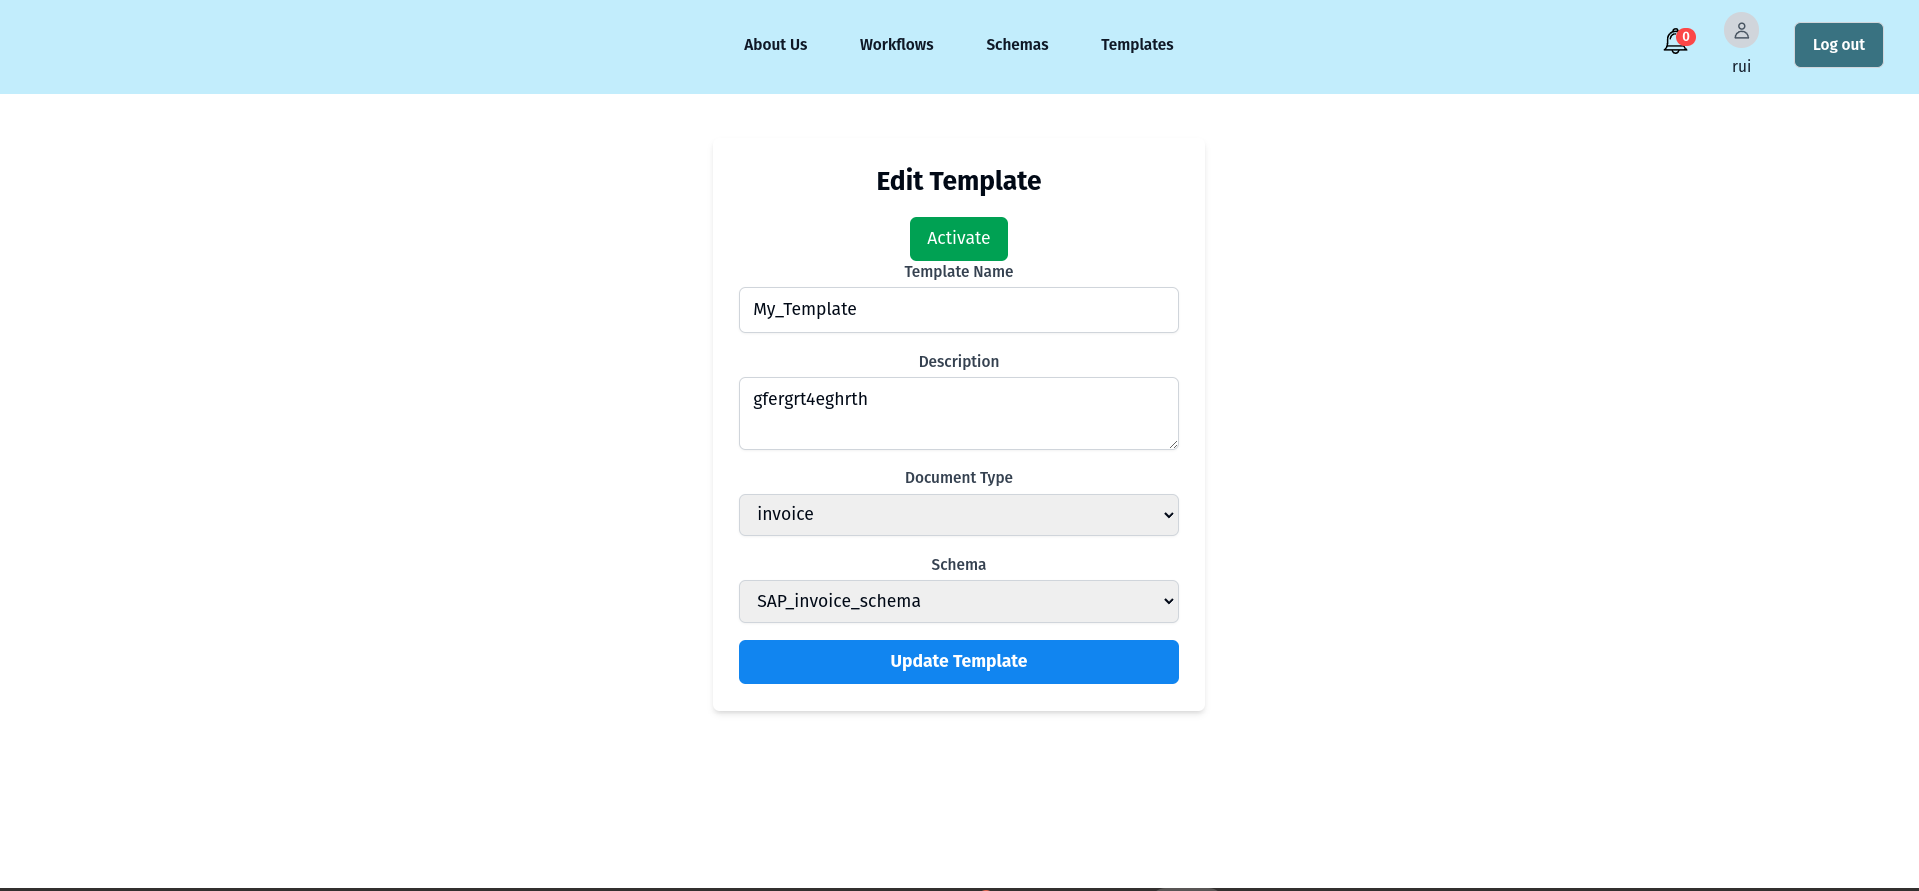 About Us Workflows Schemas Templates 0 rui Log out
Edit Template
Activate
Template Name
My_Template
Description
gfergrt4eghrth
Document Type
invoice
Schema
SAP_invoice_schema
Update Template